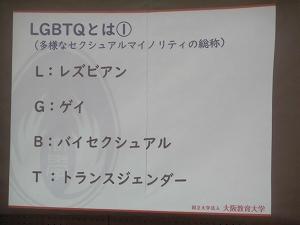 LGBTQとは①
（多様なセクシュアルマイノリティの総称）
L：レズビアン
G：ゲイ
B：バイセクシュアル
T：トランスジェンダー
国立大学法人 大阪教育大学